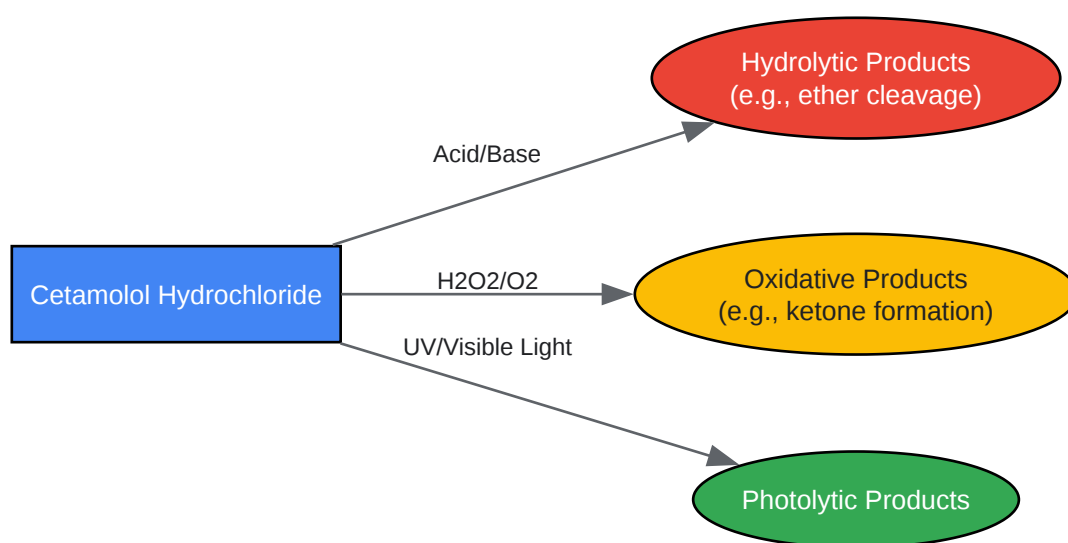 Hydrolytic Products
(e.g., ether cleavage)
Acid/Base
Cetamolol Hydrochloride
H2O2/O2
Oxidative Products
(e.g., ketone formation)
UV/Visible Light
Photolytic Products